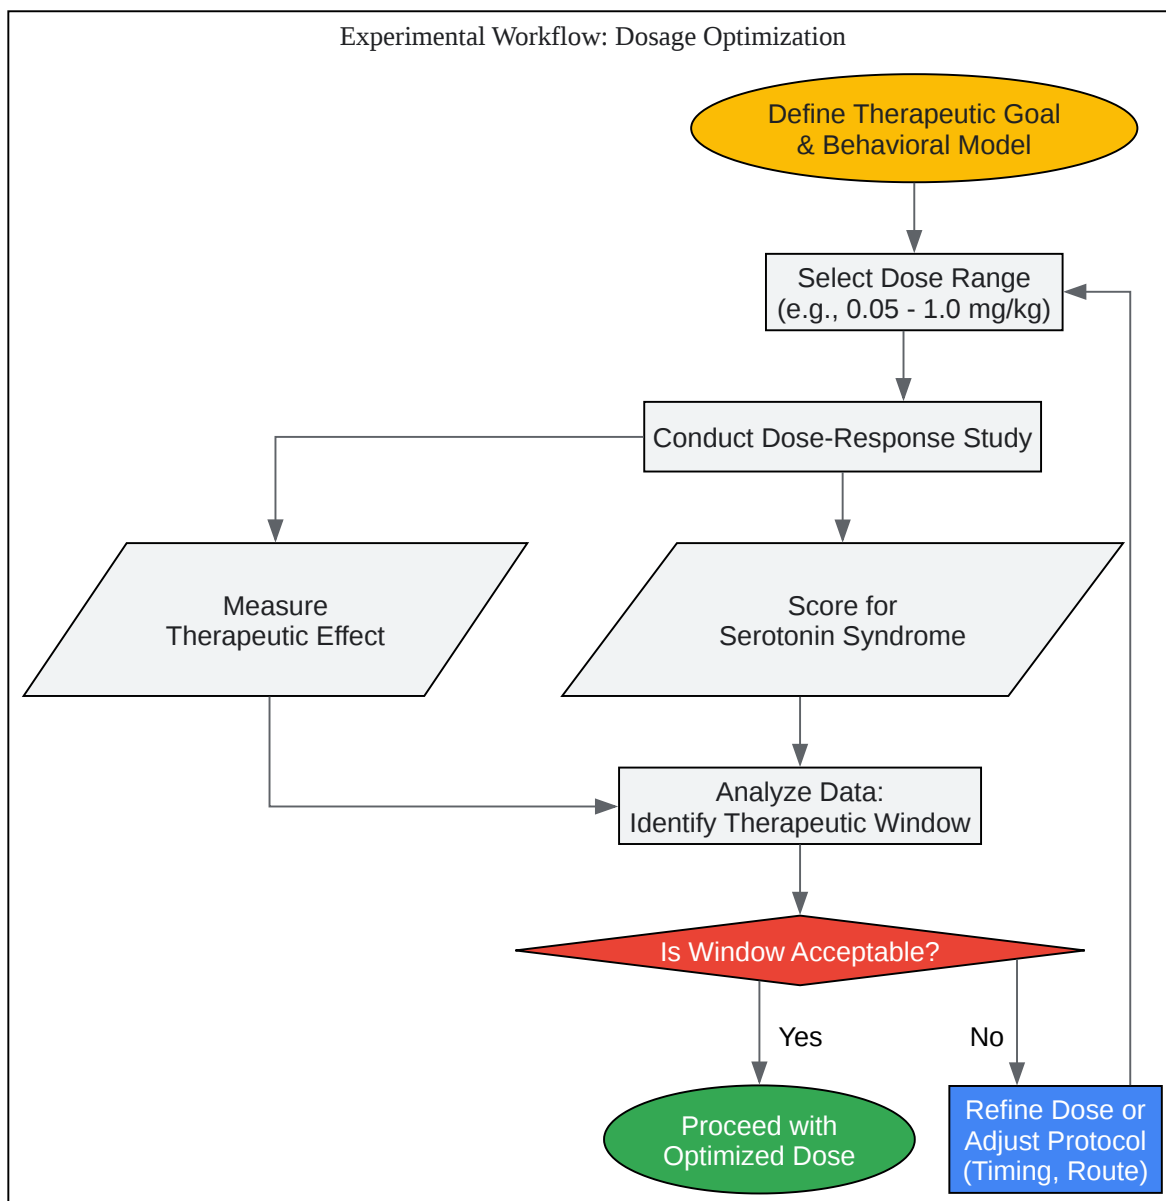 Experimental Workflow: Dosage Optimization
Define Therapeutic Goal
& Behavioral Model
Select Dose Range
(e.g., 0.05 - 1.0 mg/kg)
Conduct Dose-Response Study
Measure
Therapeutic Effect
Score for
Serotonin Syndrome
Analyze Data:
Identify Therapeutic Window
Is Window Acceptable?
Yes
No
Proceed with
Optimized Dose
Refine Dose or
Adjust Protocol
(Timing, Route)